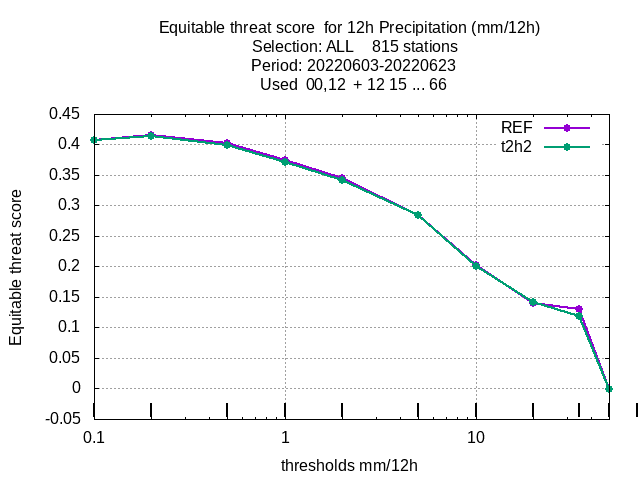 Equitable threat score  for 12h Precipitation (mm/12h)
Selection: ALL    815 stations
Period: 20220603-20220623
Used  00,12  + 12 15 ... 66
REF
t2h2
0.45
0.4
0.35
0.3
0.25
0.2
0.15
0.1
0.05
0
-0.05
Equitable threat score
0.1
1
10
thresholds mm/12h